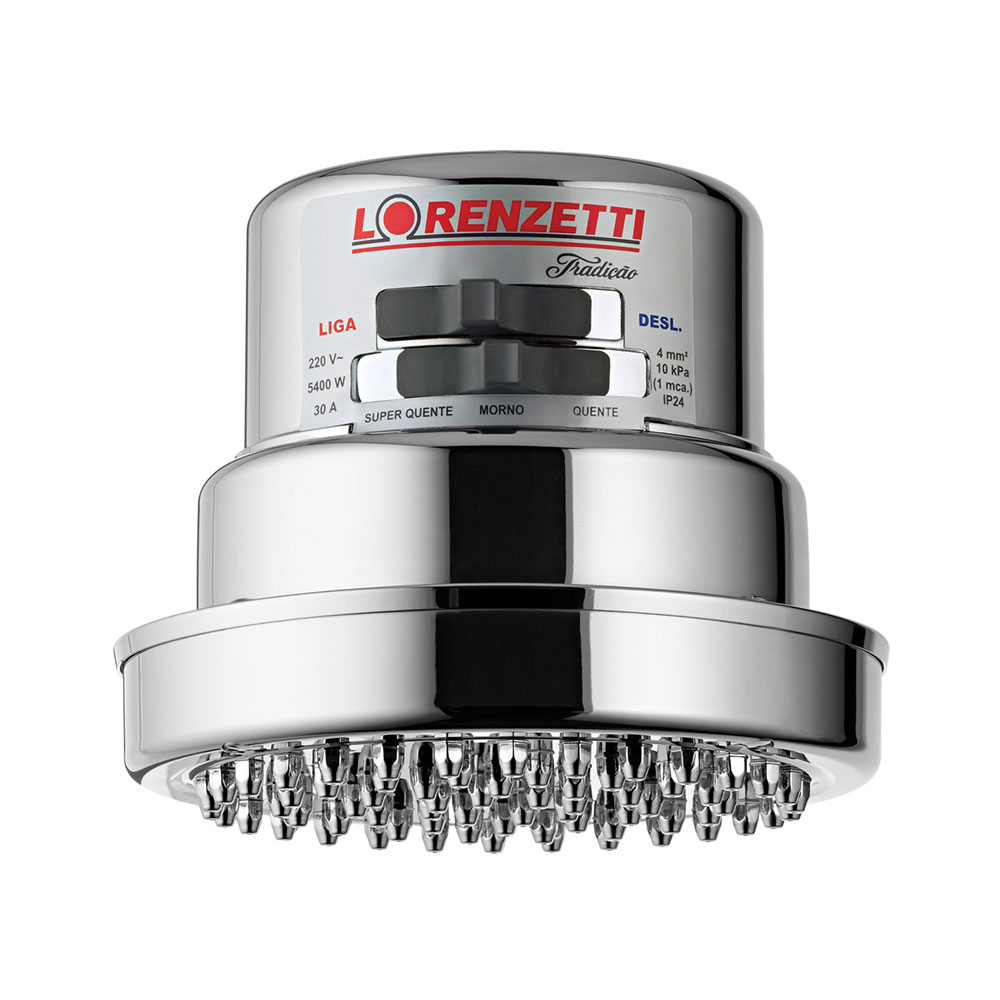 LORENZETTI
Tradição
LIGA
DESL.
220 V~
5400 W
30 A
4 mm²
10 kPa
(1 mca.)
IP24
SUPER QUENTE MORNO QUENTE